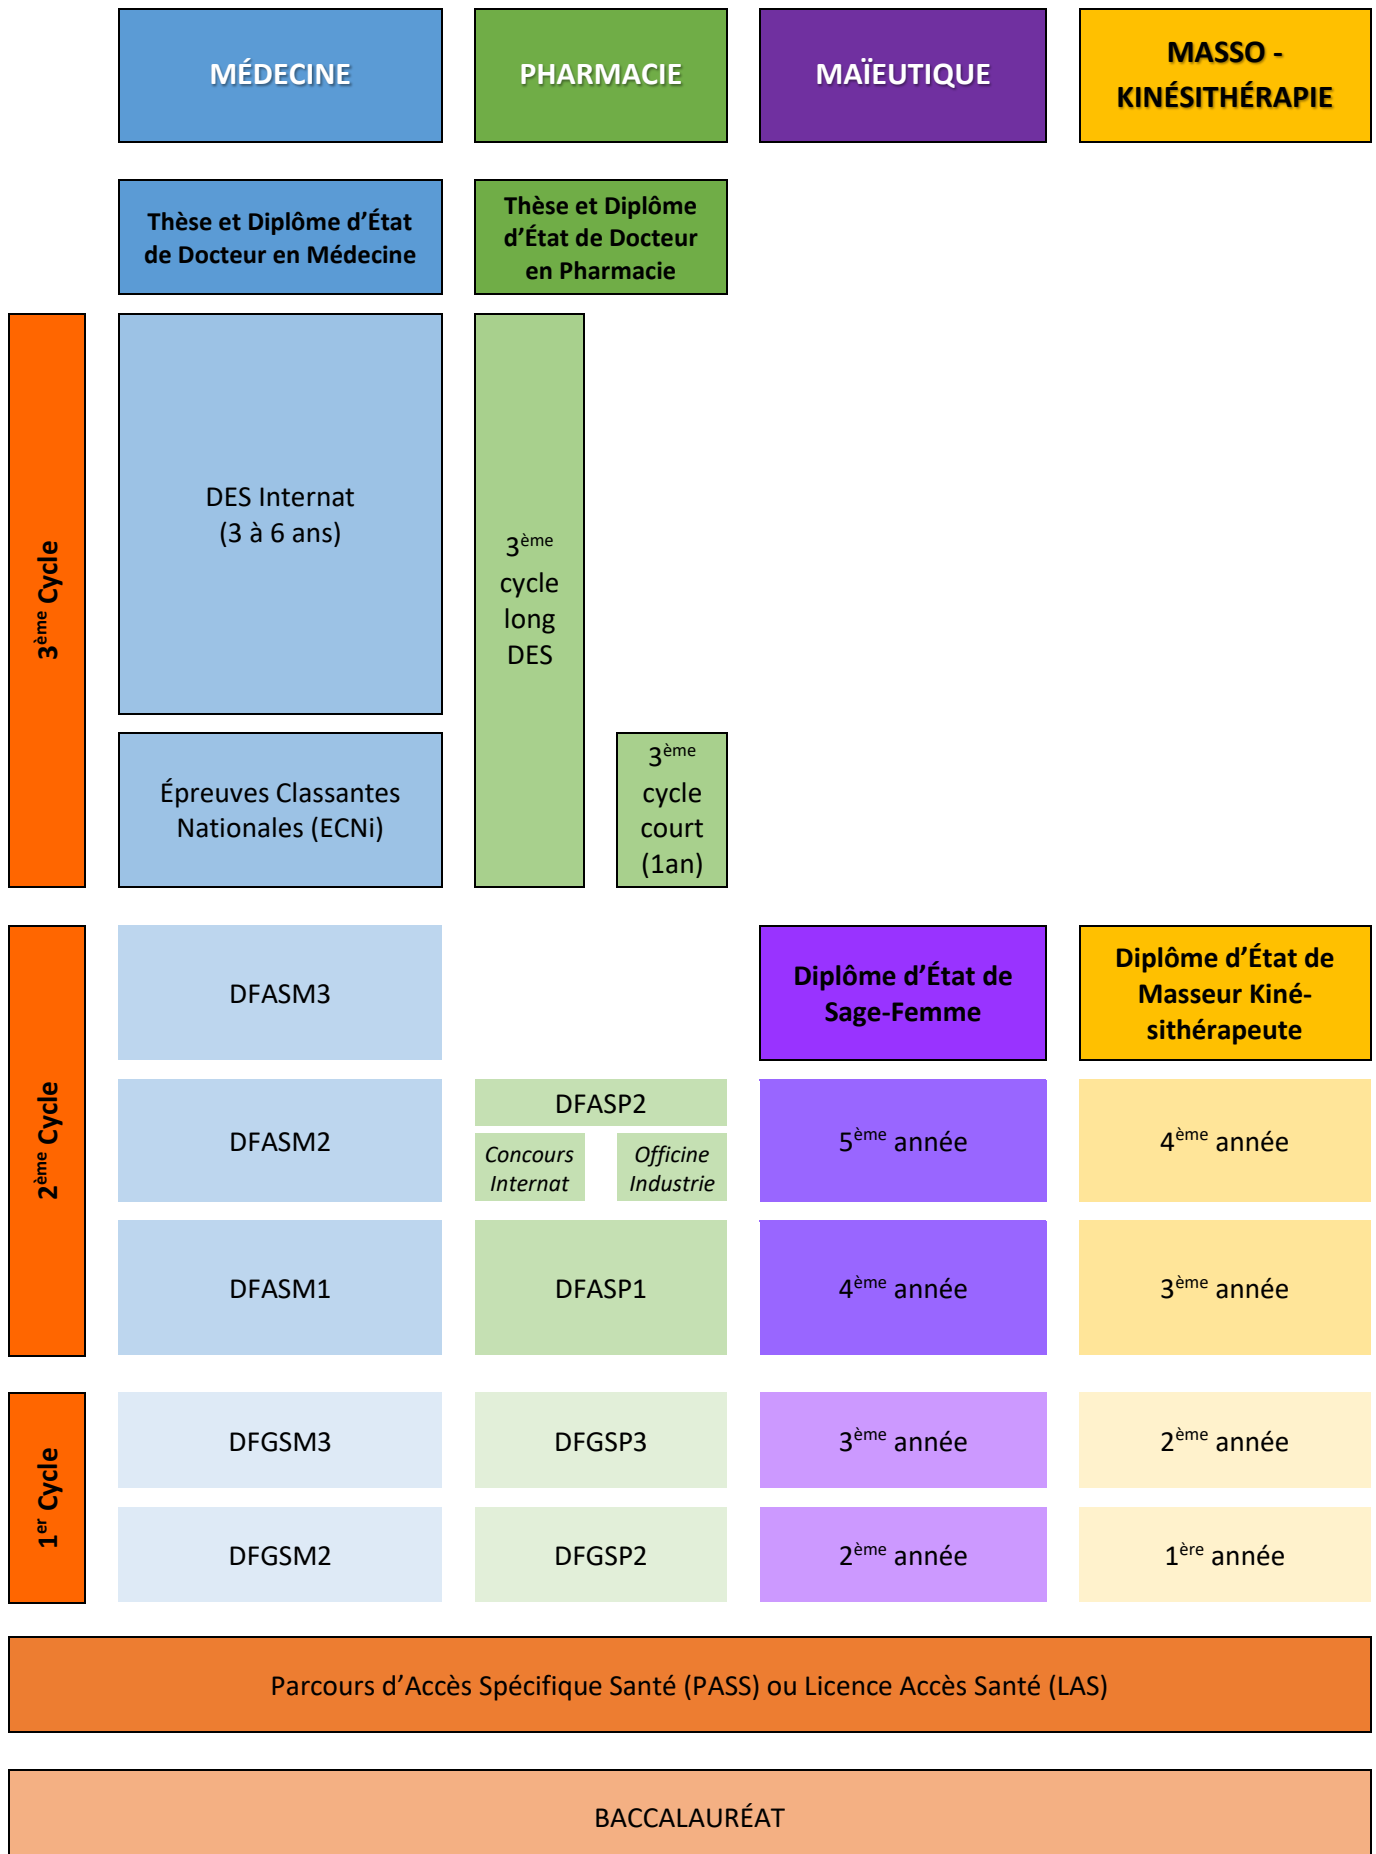 MÉDECINE
PHARMACIE
MAÏEUTIQUE
MASSO -
KINÉSITHÉRAPIE
Thèse et Diplôme d’État
de Docteur en Médecine
Thèse et Diplôme
d’État de Docteur
en Pharmacie
3ème Cycle
DES Internat
(3 à 6 ans)
3ème
cycle
long
DES
Épreuves Classantes
Nationales (ECNi)
3ème
cycle
court
(1an)
2ème Cycle
DFASM3
Diplôme d’État de
Sage-Femme
Diplôme d’État de
Masseur Kiné-
sithérapeute
DFASM2
DFASP2
Concours
Internat
Officine
Industrie
5ème année
4ème année
DFASM1
DFASP1
4ème année
3ème année
1er Cycle
DFGSM3
DFGSP3
3ème année
2ème année
DFGSM2
DFGSP2
2ème année
1ère année
Parcours d’Accès Spécifique Santé (PASS) ou Licence Accès Santé (LAS)
BACCALAURÉAT